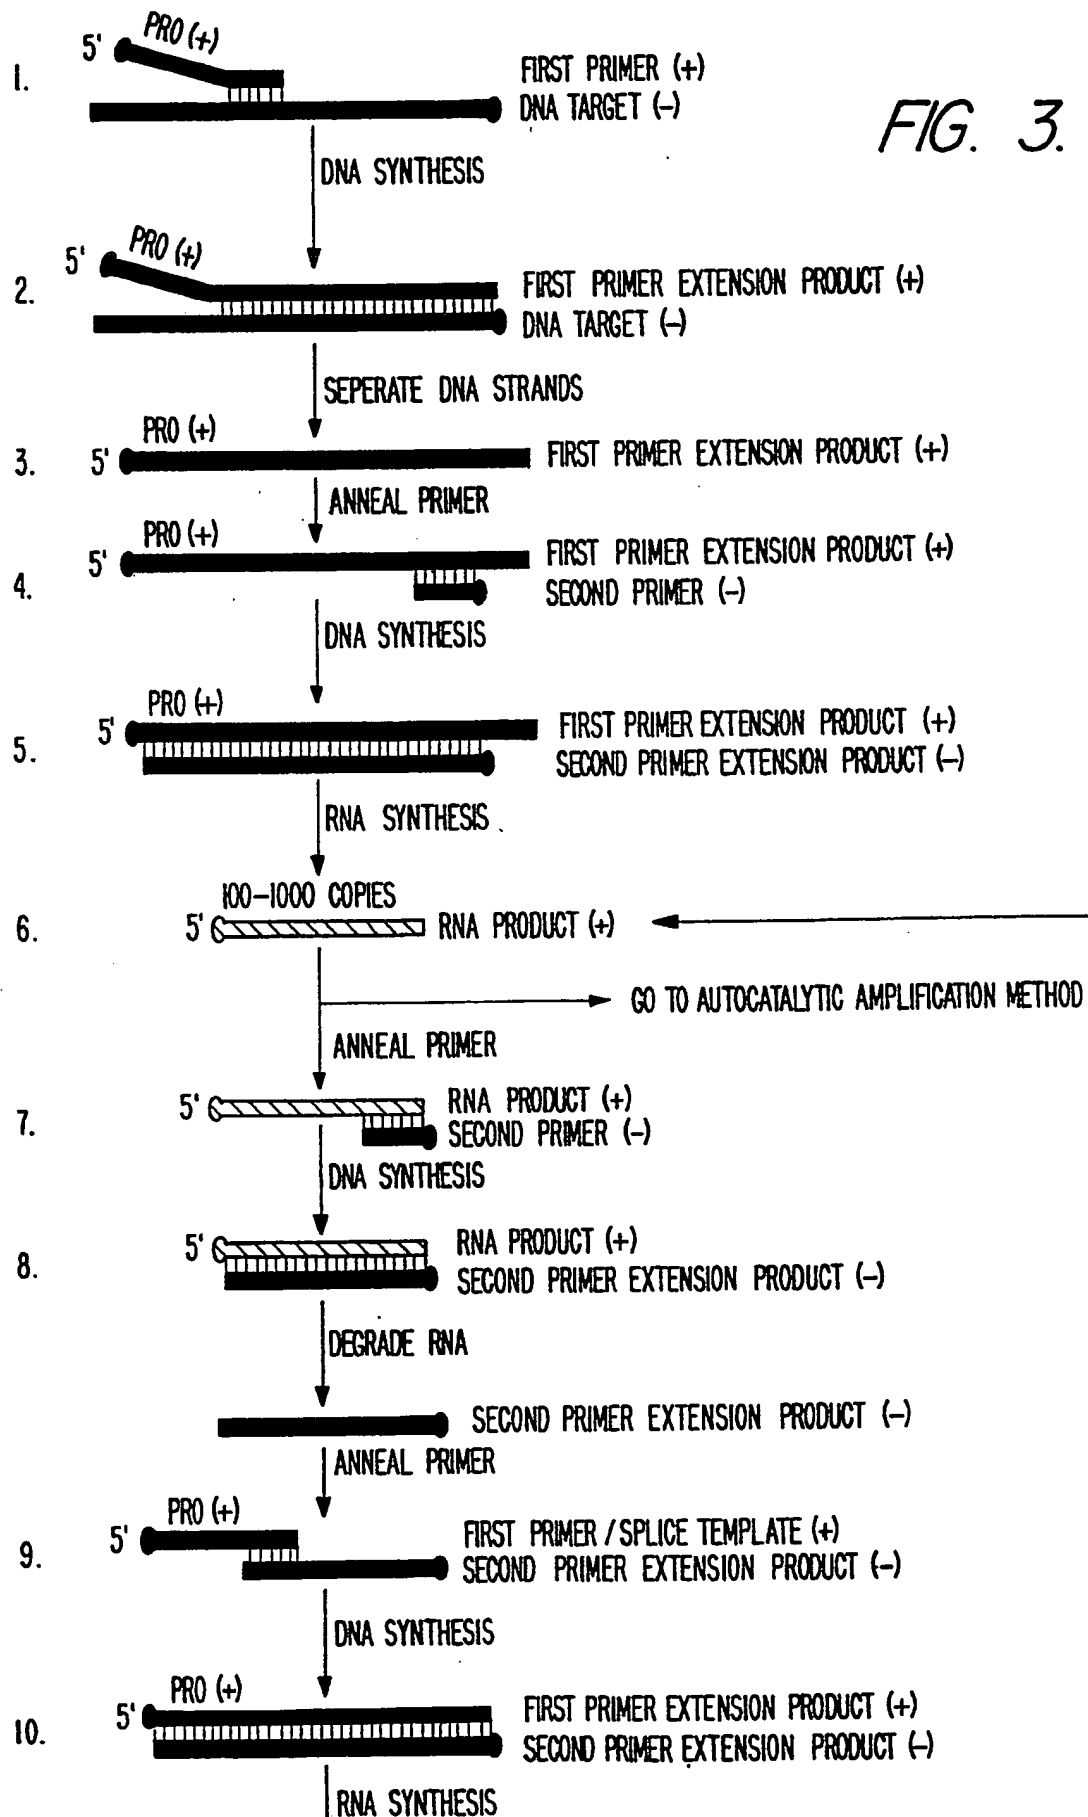 FIG. 3.
1.
5' PRO (+)
FIRST PRIMER (+)
DNA TARGET (-)
DNA SYNTHESIS
2.
5' PRO (+)
FIRST PRIMER EXTENSION PRODUCT (+)
DNA TARGET (-)
SEPERATE DNA STRANDS
3.
PRO (+)
5'
FIRST PRIMER EXTENSION PRODUCT (+)
ANNEAL PRIMER
4.
PRO (+)
5'
FIRST PRIMER EXTENSION PRODUCT (+)
SECOND PRIMER (-)
DNA SYNTHESIS
5.
PRO (+)
5'
FIRST PRIMER EXTENSION PRODUCT (+)
SECOND PRIMER EXTENSION PRODUCT (-)
RNA SYNTHESIS
6.
100-1000 COPIES
5'
RNA PRODUCT (+)
GO TO AUTOCATALYTIC AMPLIFICATION METHOD
ANNEAL PRIMER
7.
5'
RNA PRODUCT (+)
SECOND PRIMER (-)
DNA SYNTHESIS
8.
5'
RNA PRODUCT (+)
SECOND PRIMER EXTENSION PRODUCT (-)
DEGRADE RNA
SECOND PRIMER EXTENSION PRODUCT (-)
ANNEAL PRIMER
9.
PRO (+)
5'
FIRST PRIMER / SPLICE TEMPLATE (+)
SECOND PRIMER EXTENSION PRODUCT (-)
DNA SYNTHESIS
10.
PRO (+)
5'
FIRST PRIMER EXTENSION PRODUCT (+)
SECOND PRIMER EXTENSION PRODUCT (-)
RNA SYNTHESIS